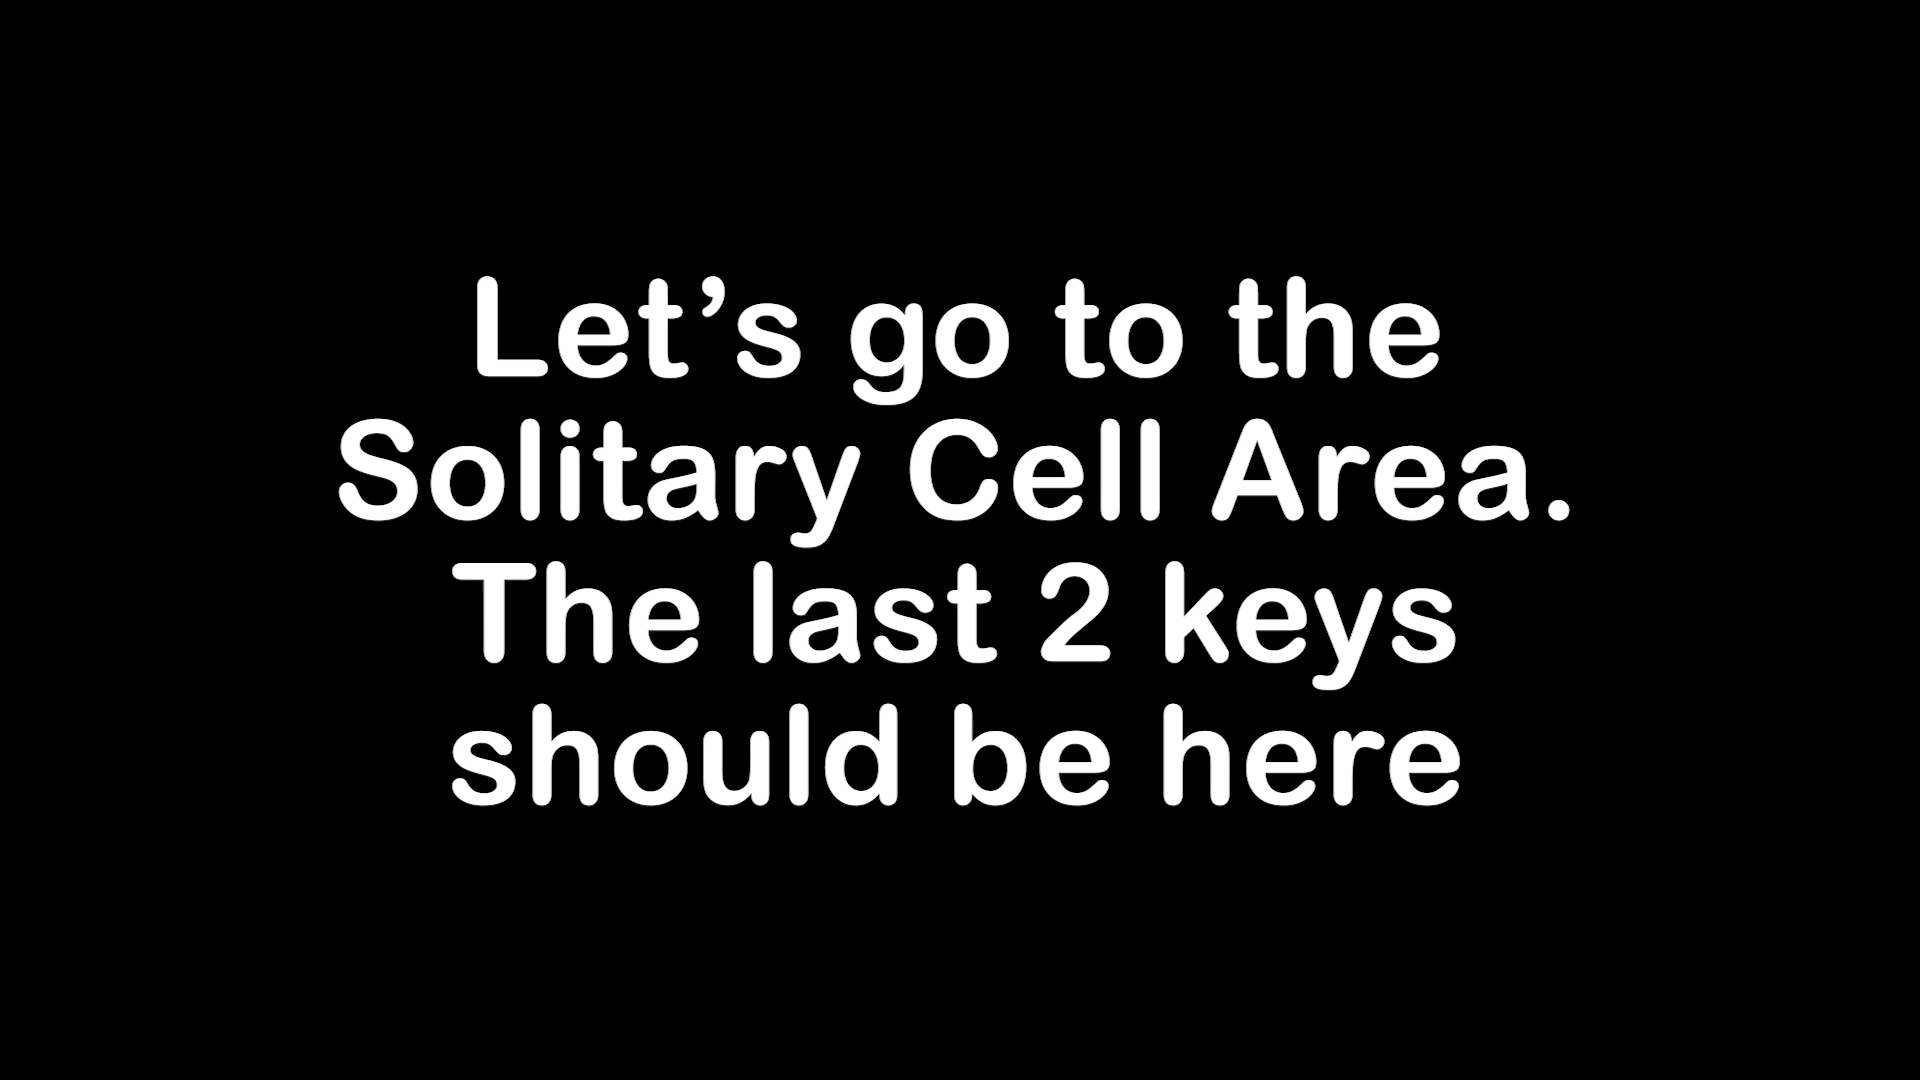 Let’s go to the
Solitary Cell Area.
The last 2 keys
should be here